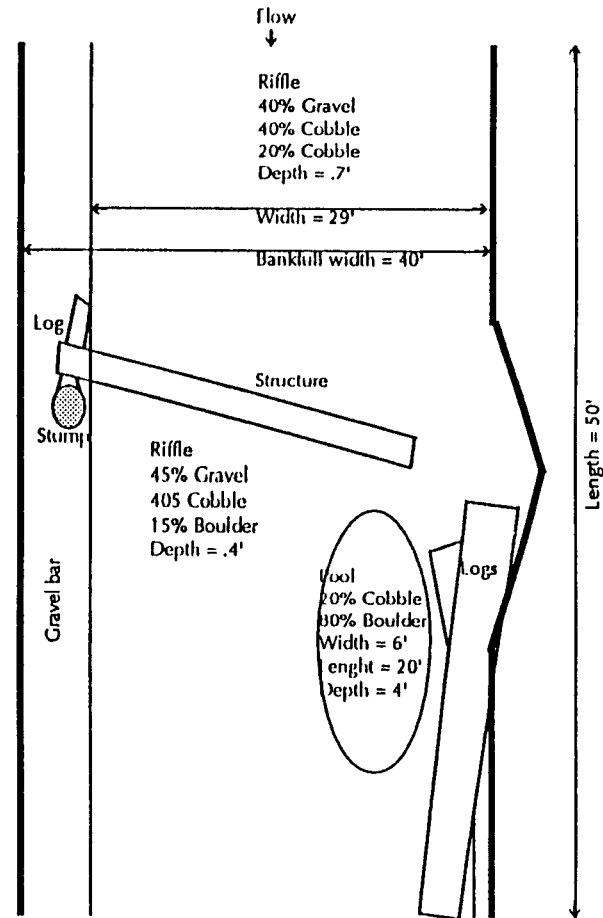 Flow
Riffle
40% Gravel
40% Cobble
20% Cobble
Depth = .7'
Width = 29'
Bankfull width = 40'
Log
Structure
Stump
Riffle
45% Gravel
405 Cobble
15% Boulder
Depth = .4'
Length = 50'
Logs
Pool
20% Cobble
80% Boulder
Width = 6'
Lenght = 20'
Depth = 4'
Gravel bar